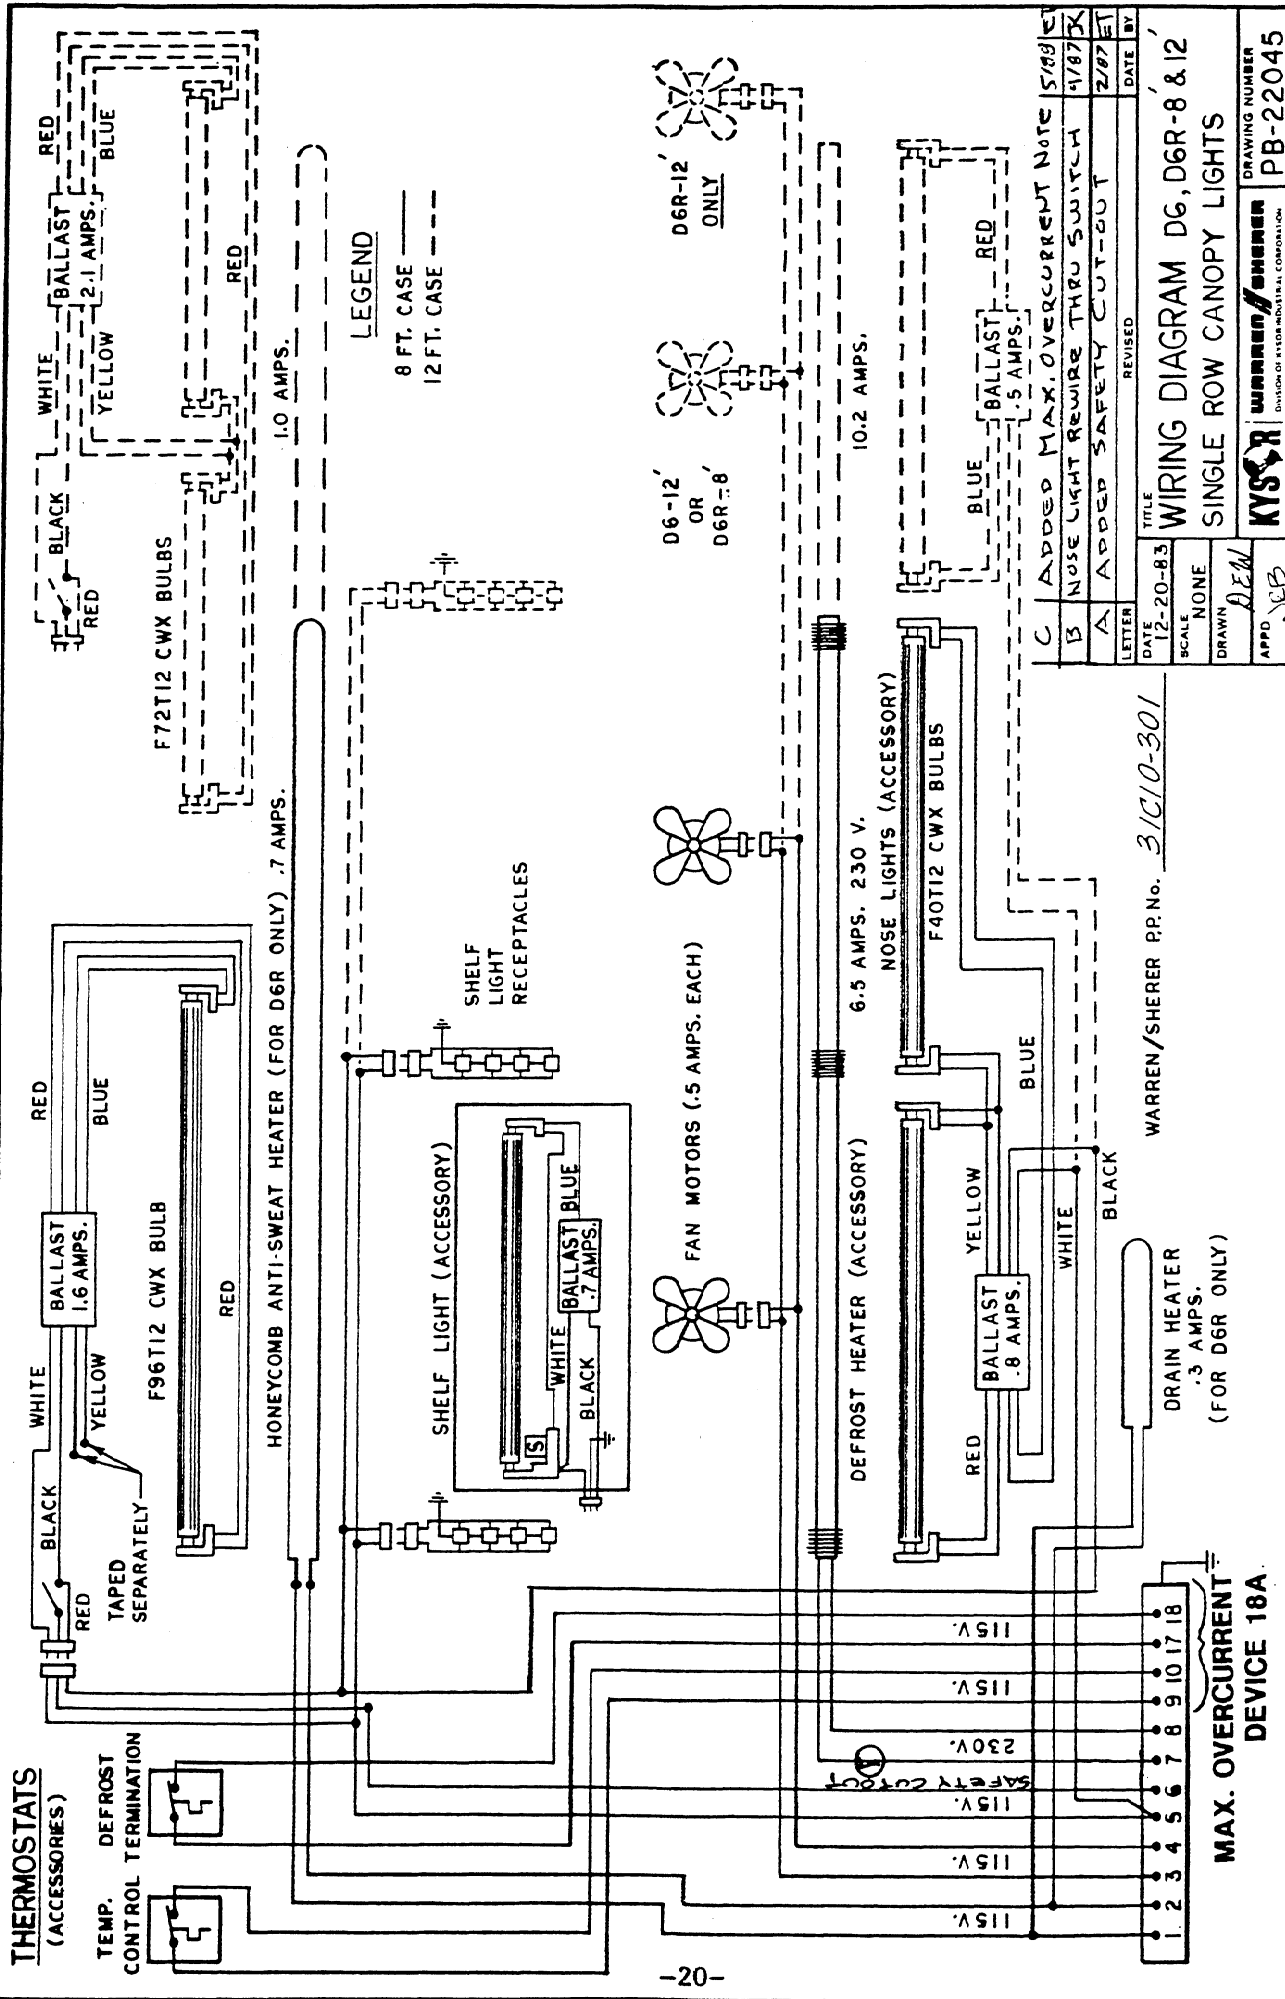 THERMOSTATS
(ACCESSORIES)
TEMP. DEFROST
CONTROL TERMINATION
RED
BLACK
WHITE
TAPED
SEPARATELY
YELLOW
BALLAST
1.6 AMPS.
RED
BLUE
F96T12 CWX BULB
RED
RED
BLACK
WHITE
YELLOW
BALLAST
2.1 AMPS.
RED
BLUE
F72T12 CWX BULBS
RED
HONEYCOMB ANTI-SWEAT HEATER (FOR D6R ONLY) .7 AMPS.
1.0 AMPS.
LEGEND
8 FT. CASE
12 FT. CASE
SHELF LIGHT (ACCESSORY)
S
WHITE
BLACK
BALLAST
.7 AMPS.
BLUE
SHELF
LIGHT
RECEPTACLES
FAN MOTORS (.5 AMPS. EACH)
D6-12'
OR
D6R-8'
D6R-12'
ONLY
DEFROST HEATER (ACCESSORY)
6.5 AMPS. 230 V.
10.2 AMPS.
NOSE LIGHTS (ACCESSORY)
F40T12 CWX BULBS
RED
BALLAST
.8 AMPS.
YELLOW
BLUE
WHITE
BLACK
BLUE
BALLAST
.5 AMPS.
RED
DRAIN HEATER
.3 AMPS.
(FOR D6R ONLY)
115V.
115V.
115V.
SAFETY CUTOUT
A
230V.
115V.
115V.
1 2 3 4 5 6 7 8 9 10 17 18
MAX. OVERCURRENT
DEVICE 18A.
WARREN/SHERER P.P. No. 31C10-301
C ADDED MAX. OVERCURRENT NOTE 5/88
B NOSE LIGHT REWIRE THRU SWITCH 9/87
A ADDED SAFETY CUT-OUT 2/87 ET
LETTER REVISED DATE BY
DATE 12-20-83
SCALE NONE
DRAWN DEW
APPD
TITLE
WIRING DIAGRAM D6, D6R-8' & 12'
SINGLE ROW CANOPY LIGHTS
KYSOR WARREN//SHERER
DIVISION OF KYSOR INDUSTRIAL CORPORATION
DRAWING NUMBER
PB-22045
-20-